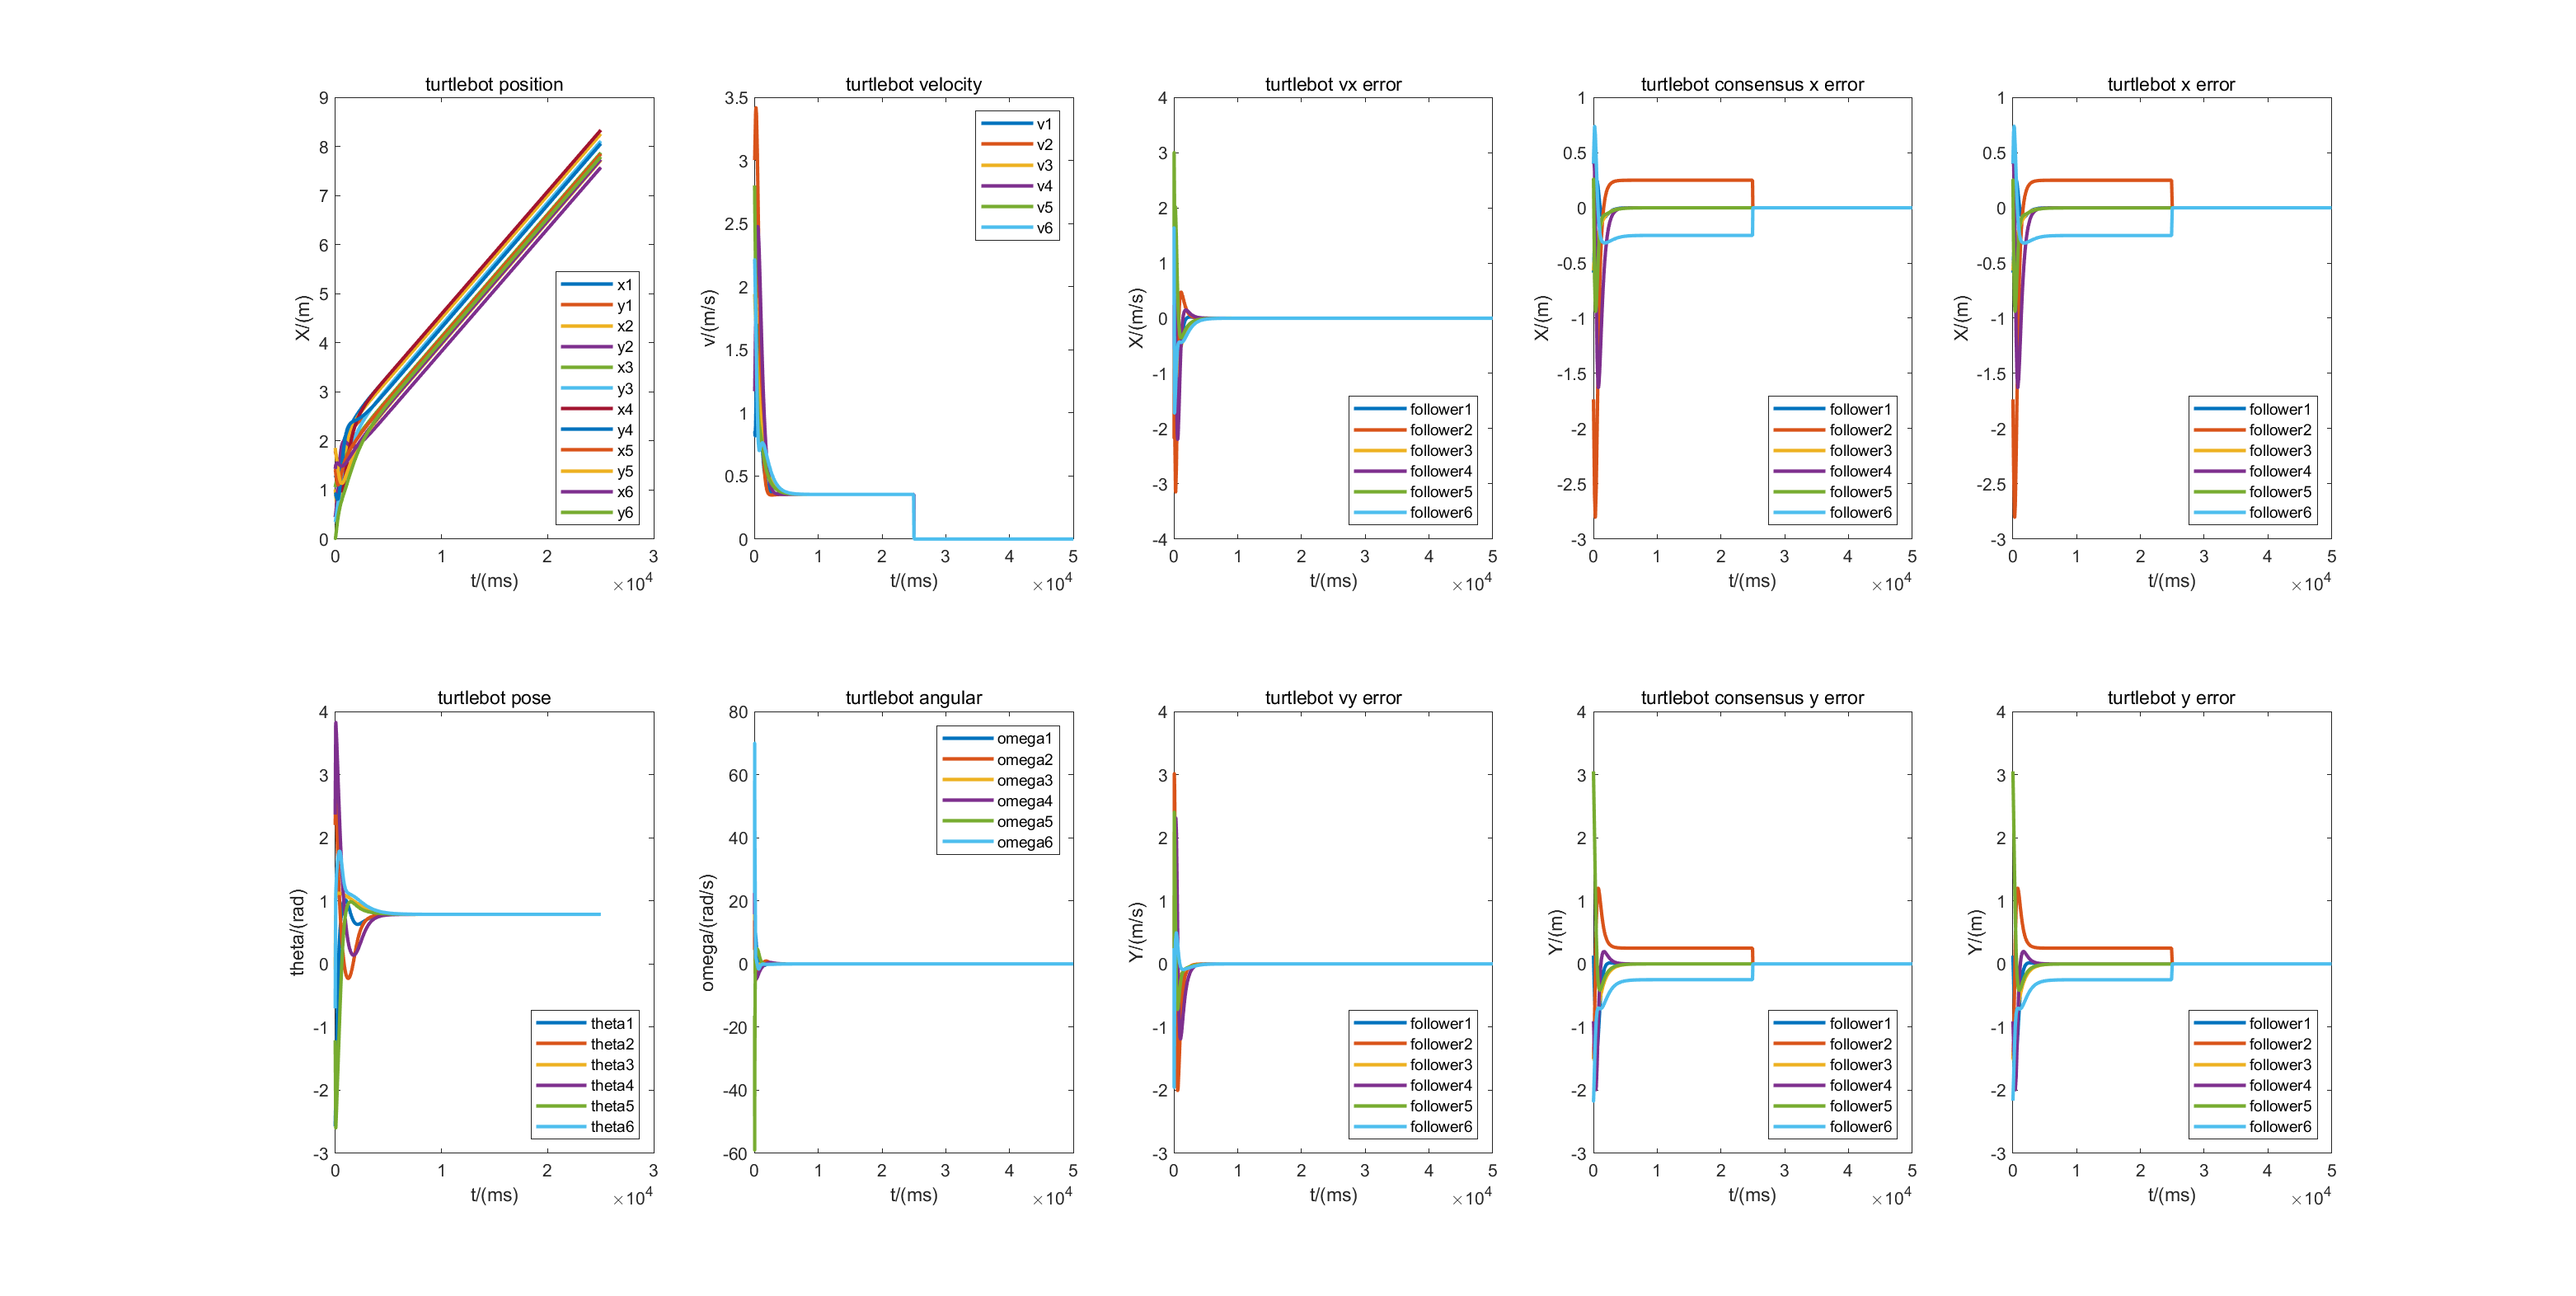 turtlebot position
9
8
7
6
5
4
3
2
1
0
X/(m)
x1
y1
x2
y2
x3
y3
x4
y4
x5
y5
x6
y6
0 1 2 3
t/(ms)
×10^4
turtlebot velocity
3.5
3
2.5
2
1.5
1
0.5
0
v/(m/s)
v1
v2
v3
v4
v5
v6
0 1 2 3 4 5
t/(ms)
×10^4
turtlebot vx error
4
3
2
1
0
-1
-2
-3
-4
X/(m/s)
follower1
follower2
follower3
follower4
follower5
follower6
0 1 2 3 4 5
t/(ms)
×10^4
turtlebot consensus x error
1
0.5
0
-0.5
-1
-1.5
-2
-2.5
-3
X/(m)
follower1
follower2
follower3
follower4
follower5
follower6
0 1 2 3 4 5
t/(ms)
×10^4
turtlebot x error
1
0.5
0
-0.5
-1
-1.5
-2
-2.5
-3
X/(m)
follower1
follower2
follower3
follower4
follower5
follower6
0 1 2 3 4 5
t/(ms)
×10^4
turtlebot pose
4
3
2
1
0
-1
-2
-3
theta/(rad)
theta1
theta2
theta3
theta4
theta5
theta6
0 1 2 3
t/(ms)
×10^4
turtlebot angular
80
60
40
20
0
-20
-40
-60
omega/(rad/s)
omega1
omega2
omega3
omega4
omega5
omega6
0 1 2 3 4 5
t/(ms)
×10^4
turtlebot vy error
4
3
2
1
0
-1
-2
-3
Y/(m/s)
follower1
follower2
follower3
follower4
follower5
follower6
0 1 2 3 4 5
t/(ms)
×10^4
turtlebot consensus y error
4
3
2
1
0
-1
-2
-3
Y/(m)
follower1
follower2
follower3
follower4
follower5
follower6
0 1 2 3 4 5
t/(ms)
×10^4
turtlebot y error
4
3
2
1
0
-1
-2
-3
Y/(m)
follower1
follower2
follower3
follower4
follower5
follower6
0 1 2 3 4 5
t/(ms)
×10^4